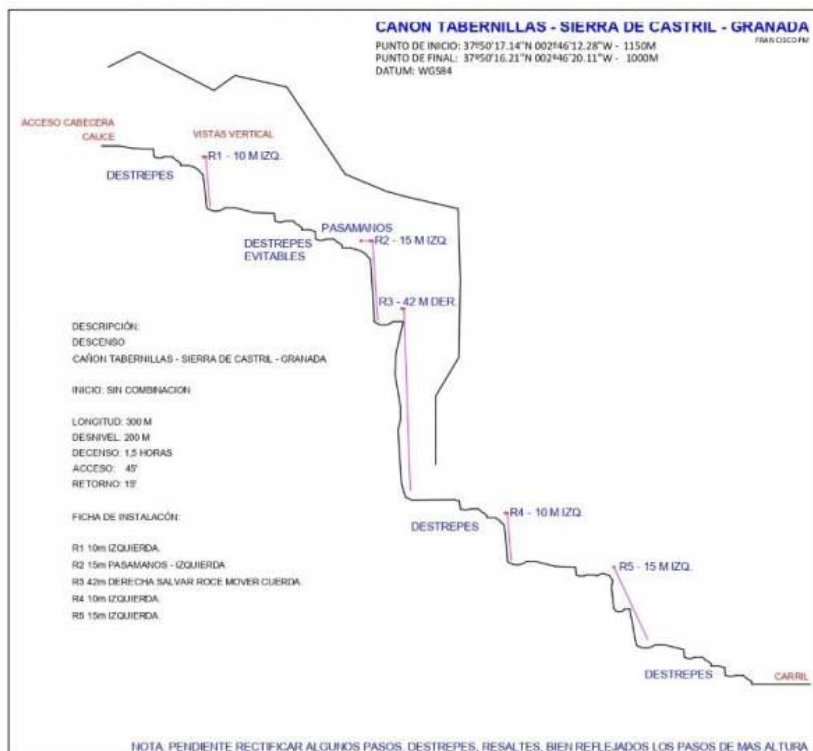 CAÑON TABERNILLAS - SIERRA DE CASTRIL - GRANADA
FRANCISCO PM
PUNTO DE INICIO: 37º50'17.14"N 002º46'12.28"W - 1150M
PUNTO DE FINAL: 37º50'16.21"N 002º46'20.11"W - 1000M
DATUM: WGS84
ACCESO CABECERA
CAUCE
VISTAS VERTICAL
R1 - 10 M IZQ.
DESTREPES
PASAMANOS
R2 - 15 M IZQ.
DESTREPES
EVITABLES
R3 - 42 M DER.
DESCRIPCIÓN:
DESCENSO
CAÑON TABERNILLAS - SIERRA DE CASTRIL - GRANADA
INICIO: SIN COMBINACION
LONGITUD: 300 M
DESNIVEL: 200 M
DECENSO: 1,5 HORAS
ACCESO: 45'
RETORNO: 15'
FICHA DE INSTALACÓN:
R1 10m IZQUIERDA.
R2 15m PASAMANOS - IZQUIERDA
R3 42m DERECHA SALVAR ROCE MOVER CUERDA.
R4 10m IZQUIERDA.
R5 15m IZQUIERDA.
R4 - 10 M IZQ.
DESTREPES
R5 - 15 M IZQ.
DESTREPES
CARRIL
NOTA: PENDIENTE RECTIFICAR ALGUNOS PASOS, DESTREPES, RESALTES, BIEN REFLEJADOS LOS PASOS DE MAS ALTURA